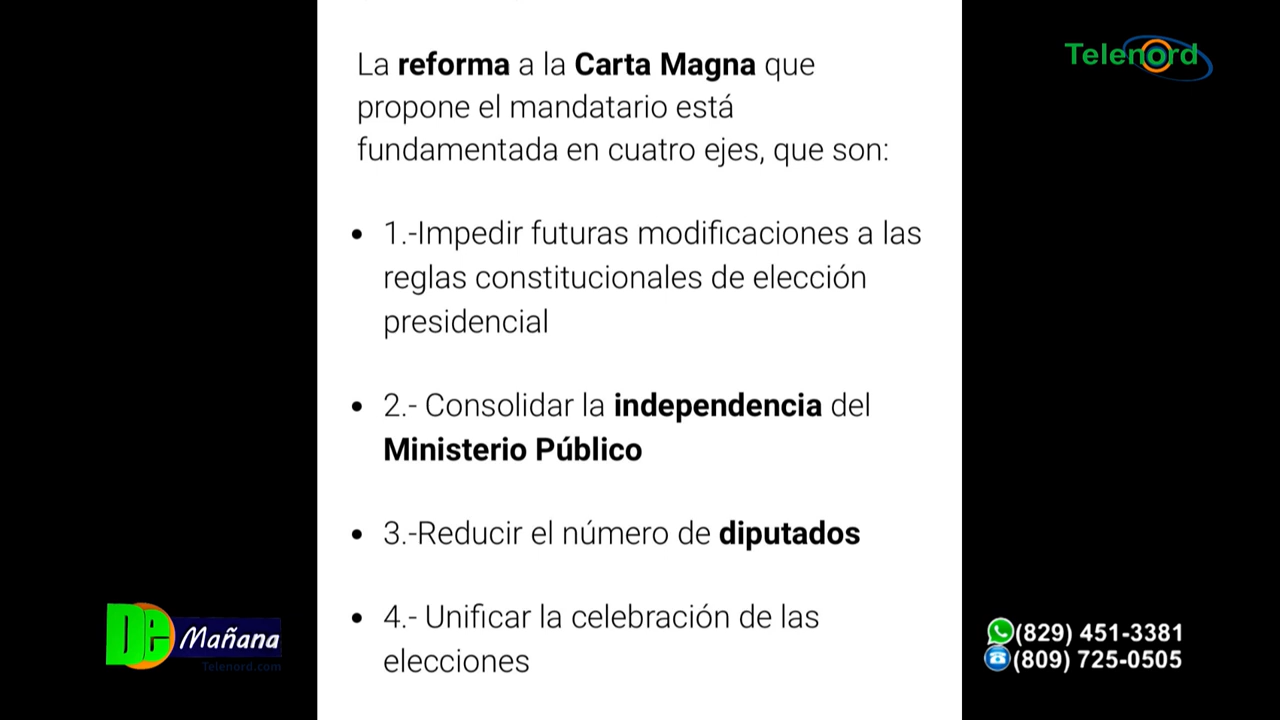 La reforma a la Carta Magna que
propone el mandatario está
fundamentada en cuatro ejes, que son:
• 1.-Impedir futuras modificaciones a las
reglas constitucionales de elección
presidencial
• 2.- Consolidar la independencia del
Ministerio Público
• 3.-Reducir el número de diputados
• 4.- Unificar la celebración de las
elecciones
Telenord
De Mañana
Telenord.com
(829) 451-3381
(809) 725-0505